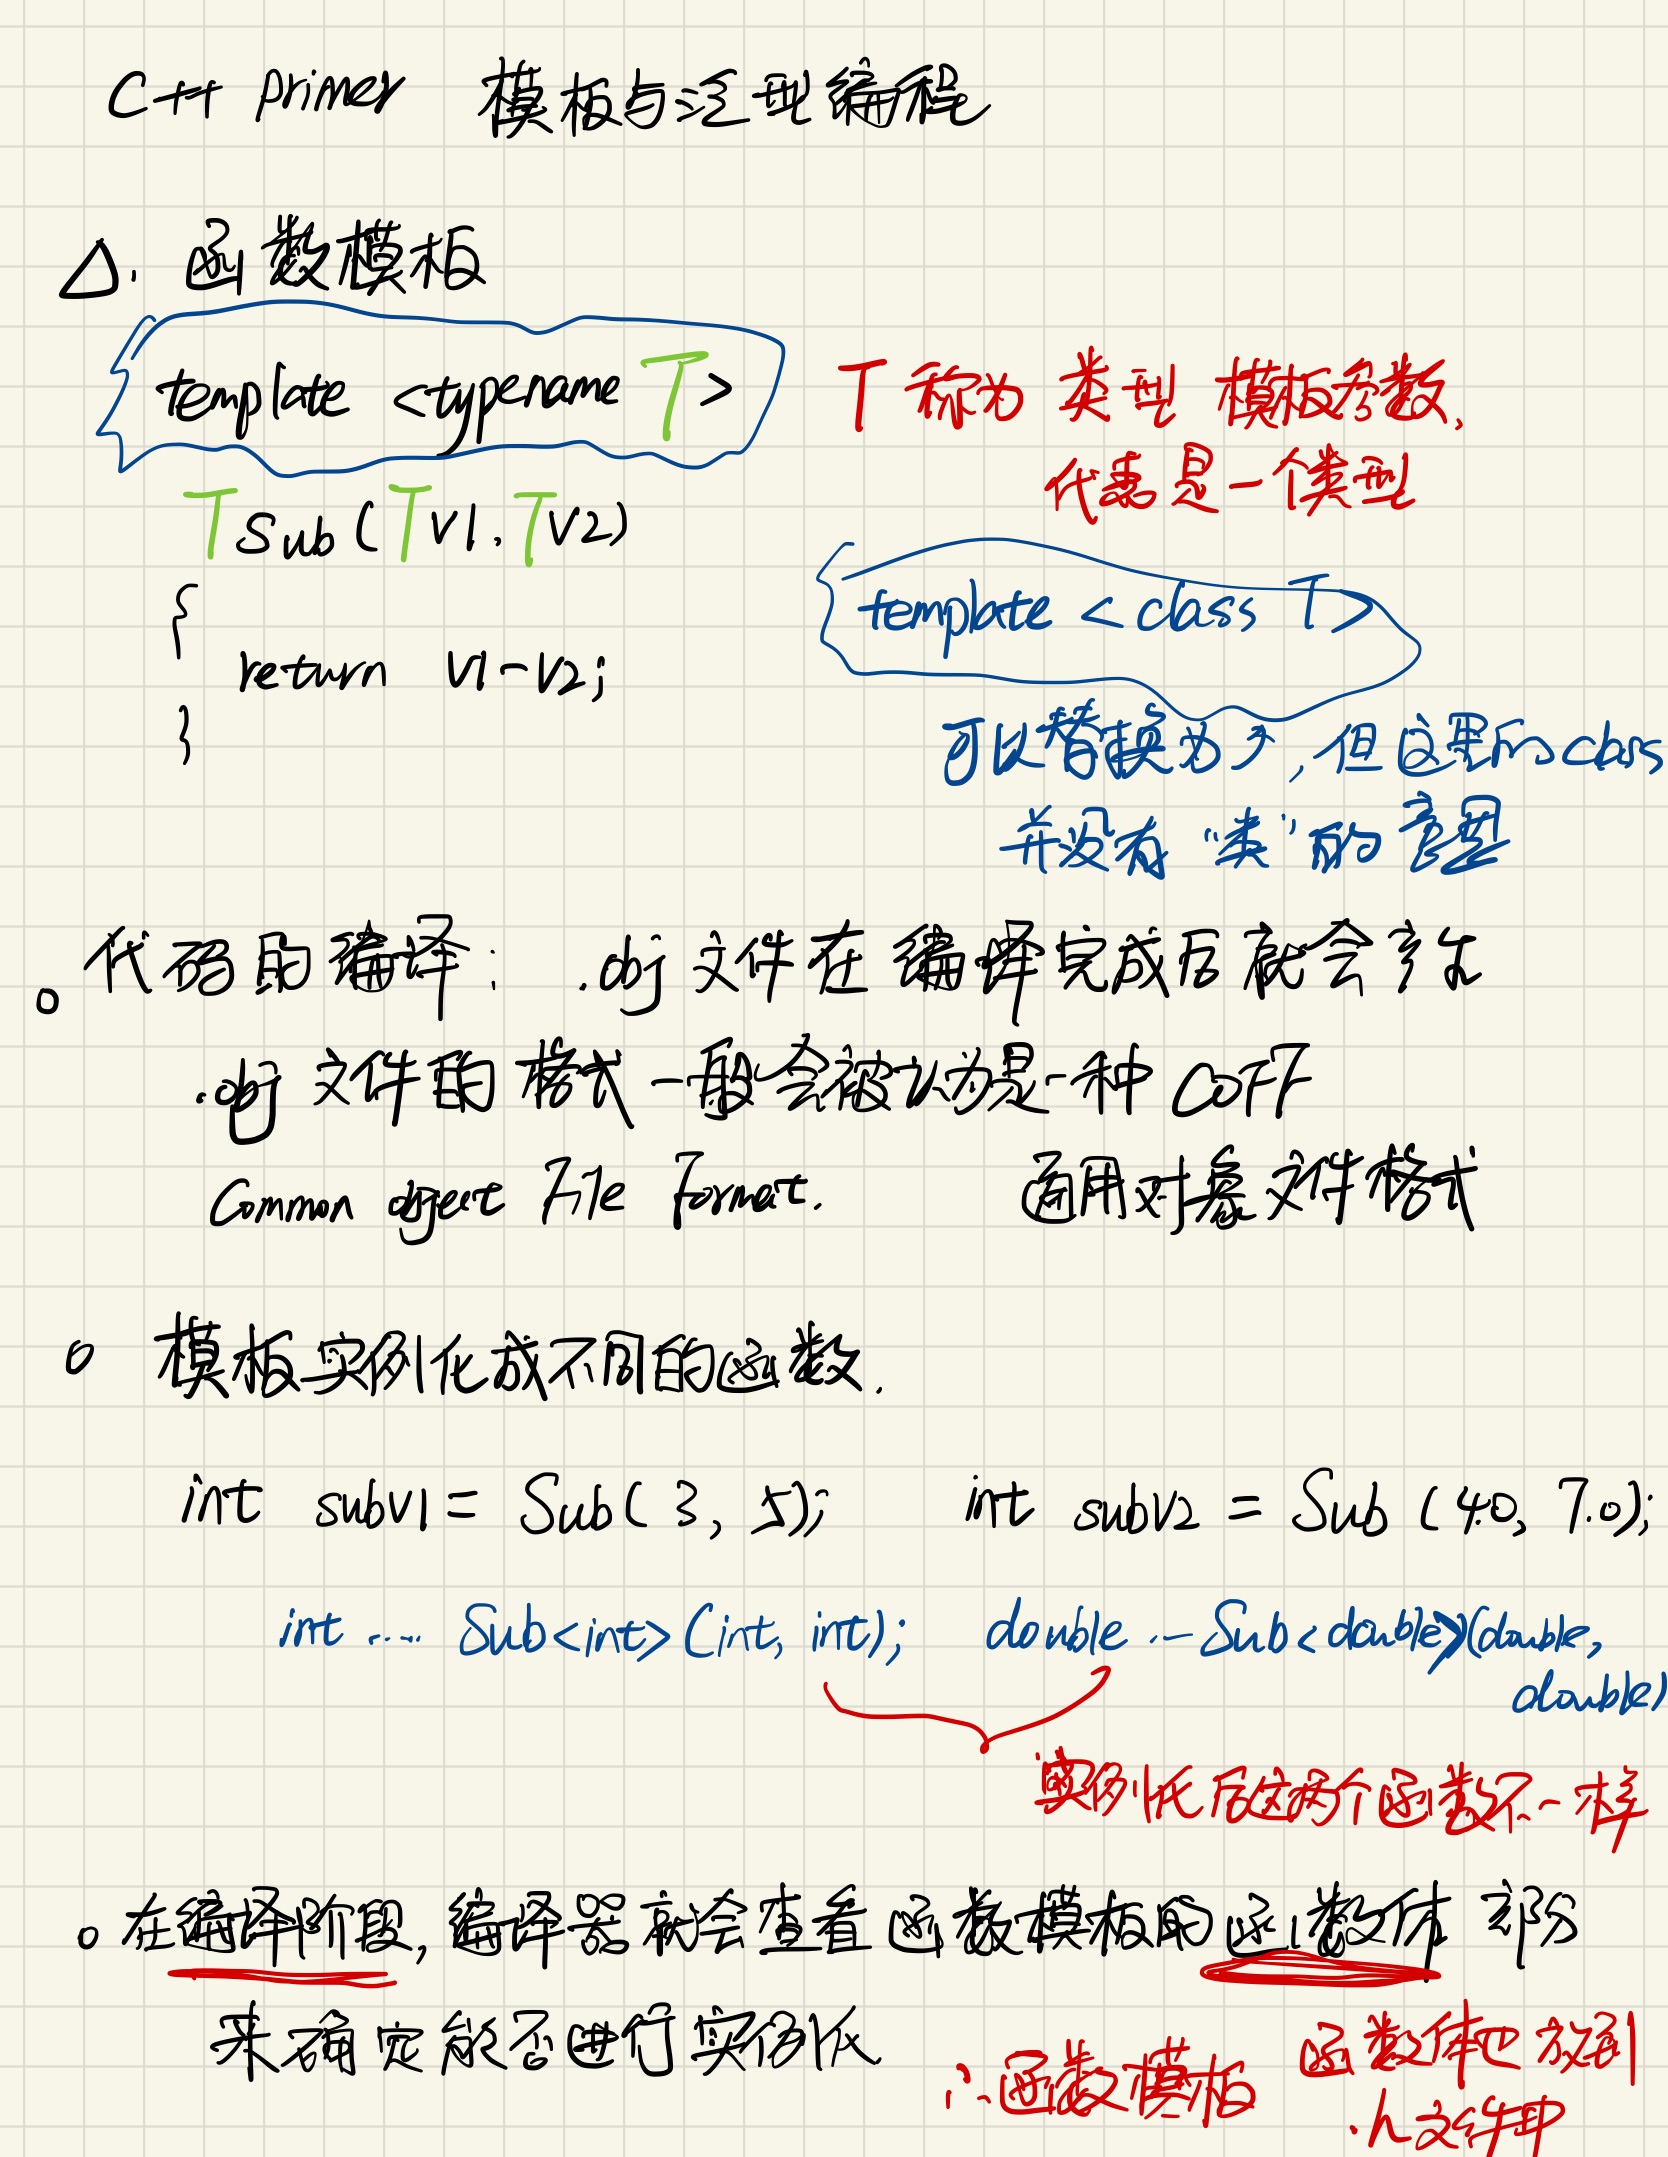 C++ Primer 模板与泛型编程
△. 函数模板
template <typename T>
T Sub(T v1, T v2)
{
return v1-v2;
}
T 称为 类型 模板参数,
代表是一个类型
template <class T>
可以替换为, 但这里的class
并没有 "类" 的意思
。代码的编译: .obj 文件在编译完成后就会产生
.obj 文件的格式一般会被认为是一种 COFF
Common object File Format. 通用对象文件格式
o 模板实例化成不同的函数.
int subv1 = Sub(3, 5); int subv2 = Sub (4.0, 7.0);
int .... Sub<int>(int, int); double ... Sub<double>(double,
double)
实例化后这两个函数不一样
o 在编译阶段, 编译器就会查看函数模板的函数体 部分
来确定能否进行实例化
∴函数模板 函数体也放到
.h文件中